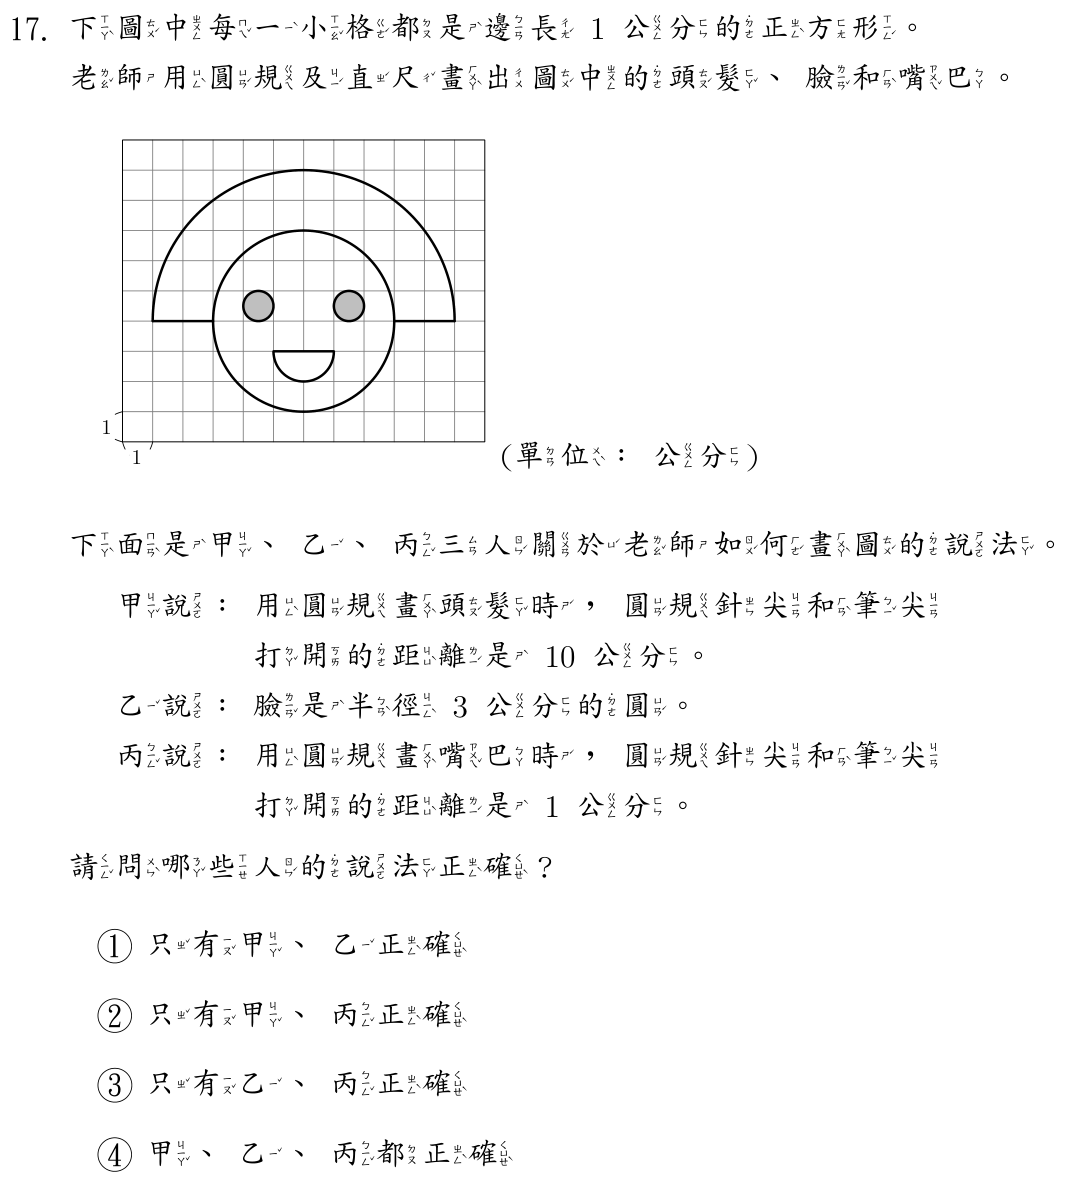 17. 下圖中每一小格都是邊長 1 公分的正方形。
老師用圓規及直尺畫出圖中的頭髮、臉和嘴巴。
1
1
(單位：公分)
下面是甲、乙、丙三人關於老師如何畫圖的說法。
甲說：用圓規畫頭髮時，圓規針尖和筆尖
打開的距離是 10 公分。
乙說：臉是半徑 3 公分的圓。
丙說：用圓規畫嘴巴時，圓規針尖和筆尖
打開的距離是 1 公分。
請問哪些人的說法正確？
① 只有甲、乙正確
② 只有甲、丙正確
③ 只有乙、丙正確
④ 甲、乙、丙都正確